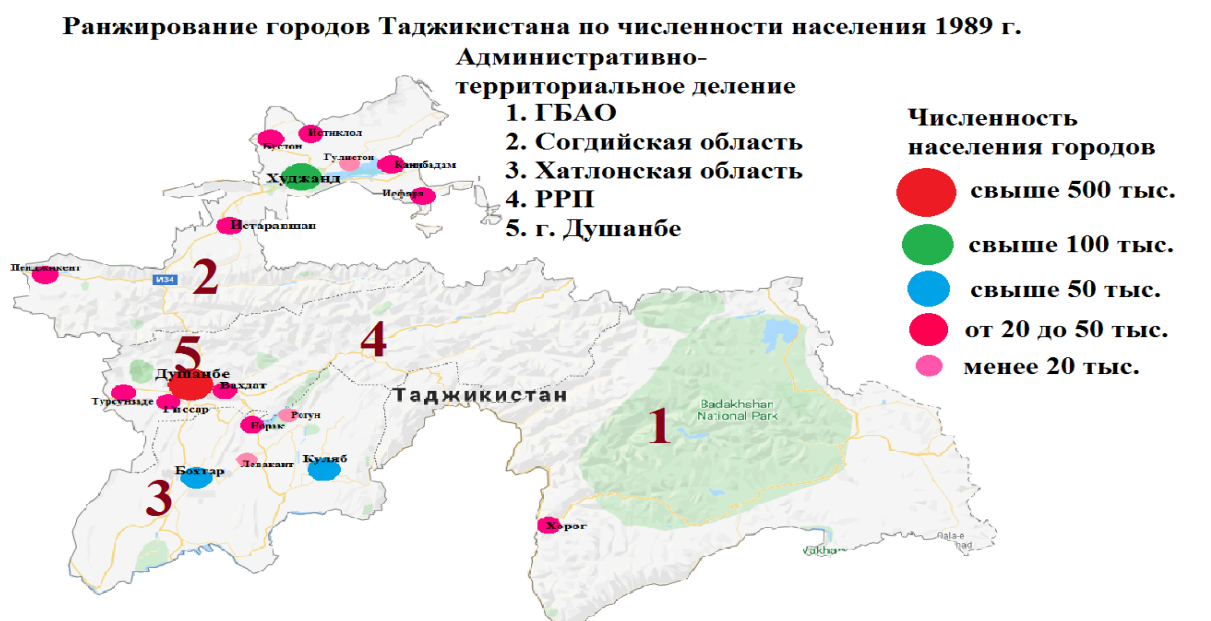 Ранжирование городов Таджикистана по численности населения 1989 г.
Административно-
территориальное деление
1. ГБАО
2. Согдийская область
3. Хатлонская область
4. РРП
5. г. Душанбе
Численность
населения городов
свыше 500 тыс.
свыше 100 тыс.
свыше 50 тыс.
от 20 до 50 тыс.
менее 20 тыс.
Истиклол
Бустон
Гулистон
Канибадам
Худжанд
Исфара
Истаравшан
Пенджикент
2
5
4
Душанбе
Вахдат
Турсунзаде
Гиссар
Таджикистан
Badakhshan
National Park
1
Рогун
Нурак
Левакант
Куляб
Бохтар
3
Хорог